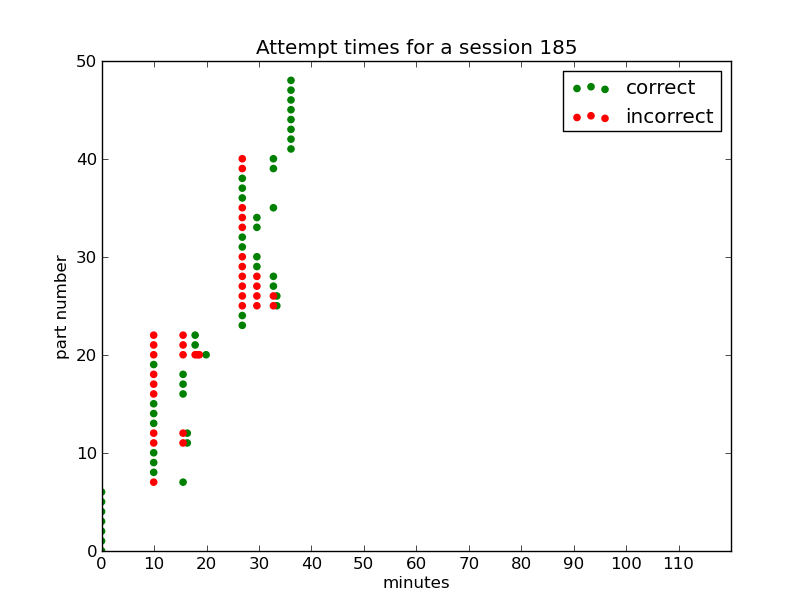 Attempt times for a session 185
correct
incorrect
50
40
30
20
10
0
part number
0 10 20 30 40 50 60 70 80 90 100 110
minutes